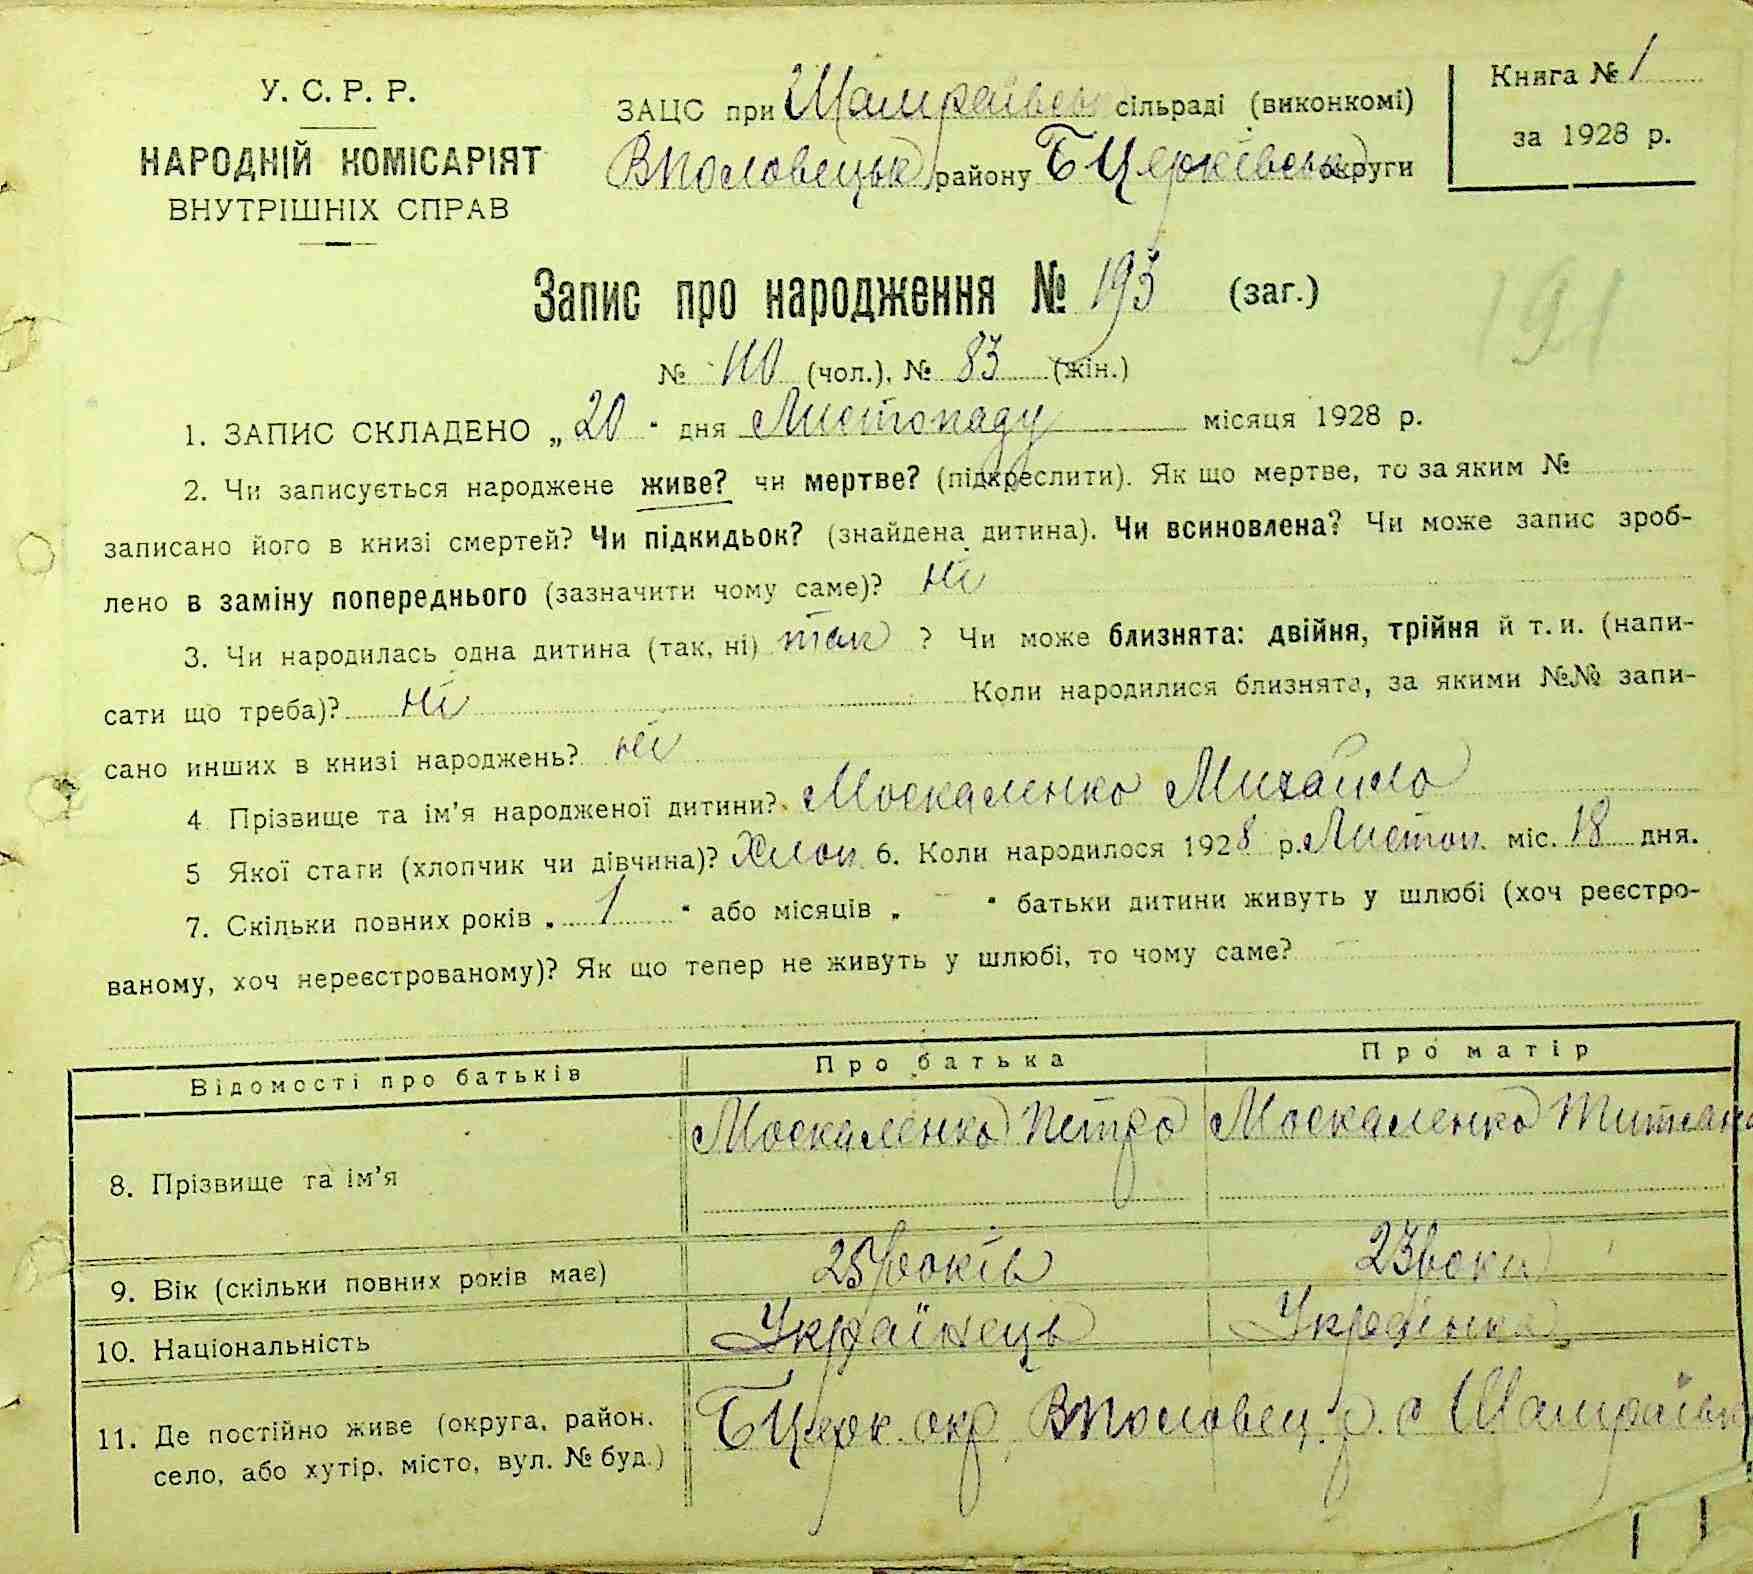 У. С. Р. Р.
НАРОДНІЙ КОМІСАРІЯТ
ВНУТРІШНІХ СПРАВ
ЗАЦС при Шамраївськ сільраді (виконкомі)
ВПоловецьк району БЦерківськ округи
Книга № 1
за 1928 р.
Запис про народження № 193 (заг.)
191
№ 110 (чол.), № 83 (жін.)
1. ЗАПИС СКЛАДЕНО „20“ дня Листопаду місяця 1928 р.
2. Чи записується народжене живе? чи мертве? (підкреслити). Як що мертве, то за яким №
записано його в книзі смертей? Чи підкидьок? (знайдена дитина). Чи всиновлена? Чи може запис зроб-
лено в заміну попереднього (зазначити чому саме)? Ні
3. Чи народилась одна дитина (так, ні) так ? Чи може близнята: двійня, трійня й т. и. (напи-
сати що треба)? Ні Коли народилися близнята, за якими №№ запи-
сано инших в книзі народжень? ні
4 Прізвище та ім'я народженої дитини? Москаленко Михайло
5 Якої стати (хлопчик чи дівчина)? Хлоп. 6. Коли народилося 1928 р. Листоп. міс. 18 дня.
7. Скільки повних років „ 1 “ або місяців „ - “ батьки дитини живуть у шлюбі (хоч реєстро-
ваному, хоч нереєстрованому)? Як що тепер не живуть у шлюбі, то чому саме? —
Відомості про батьків Про батька Про матір
8. Прізвище та ім'я Москаленко Петро Москаленко
9. Вік (скільки повних років має) 25 років 23 роки
10. Національність Українець Українка
11. Де постійно живе (округа, район, БЦерк. окр, ВПоловец. р. с Шамраївк
село, або хутір, місто, вул. № буд.)